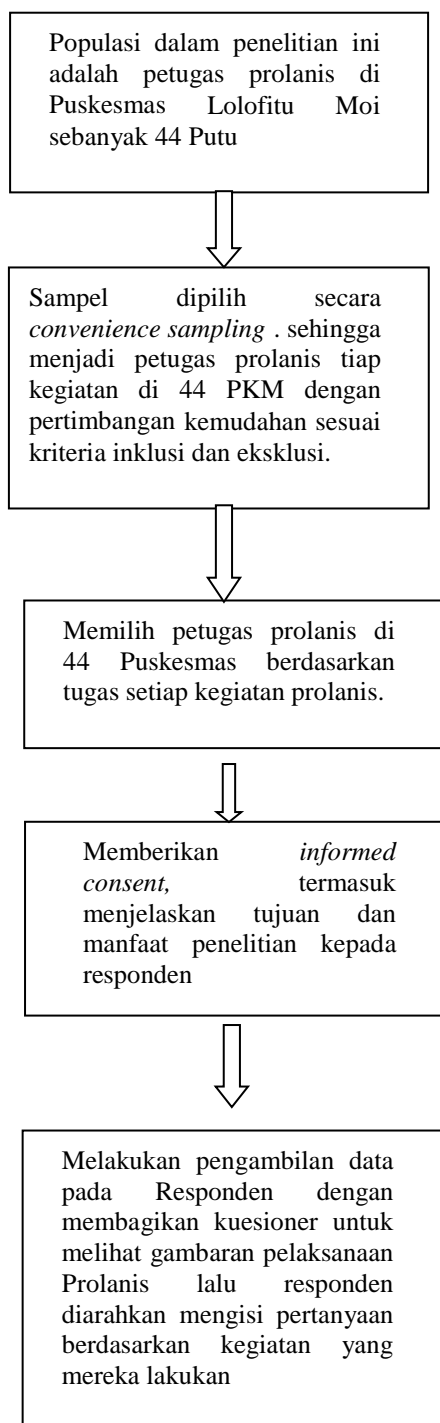 Populasi dalam penelitian ini
adalah petugas prolanis di
Puskesmas Lolofitu Moi
sebanyak 44 Putu
Sampel dipilih secara
convenience sampling . sehingga
menjadi petugas prolanis tiap
kegiatan di 44 PKM dengan
pertimbangan kemudahan sesuai
kriteria inklusi dan eksklusi.
Memilih petugas prolanis di
44 Puskesmas berdasarkan
tugas setiap kegiatan prolanis.
Memberikan informed
consent, termasuk
menjelaskan tujuan dan
manfaat penelitian kepada
responden
Melakukan pengambilan data
pada Responden dengan
membagikan kuesioner untuk
melihat gambaran pelaksanaan
Prolanis lalu responden
diarahkan mengisi pertanyaan
berdasarkan kegiatan yang
mereka lakukan